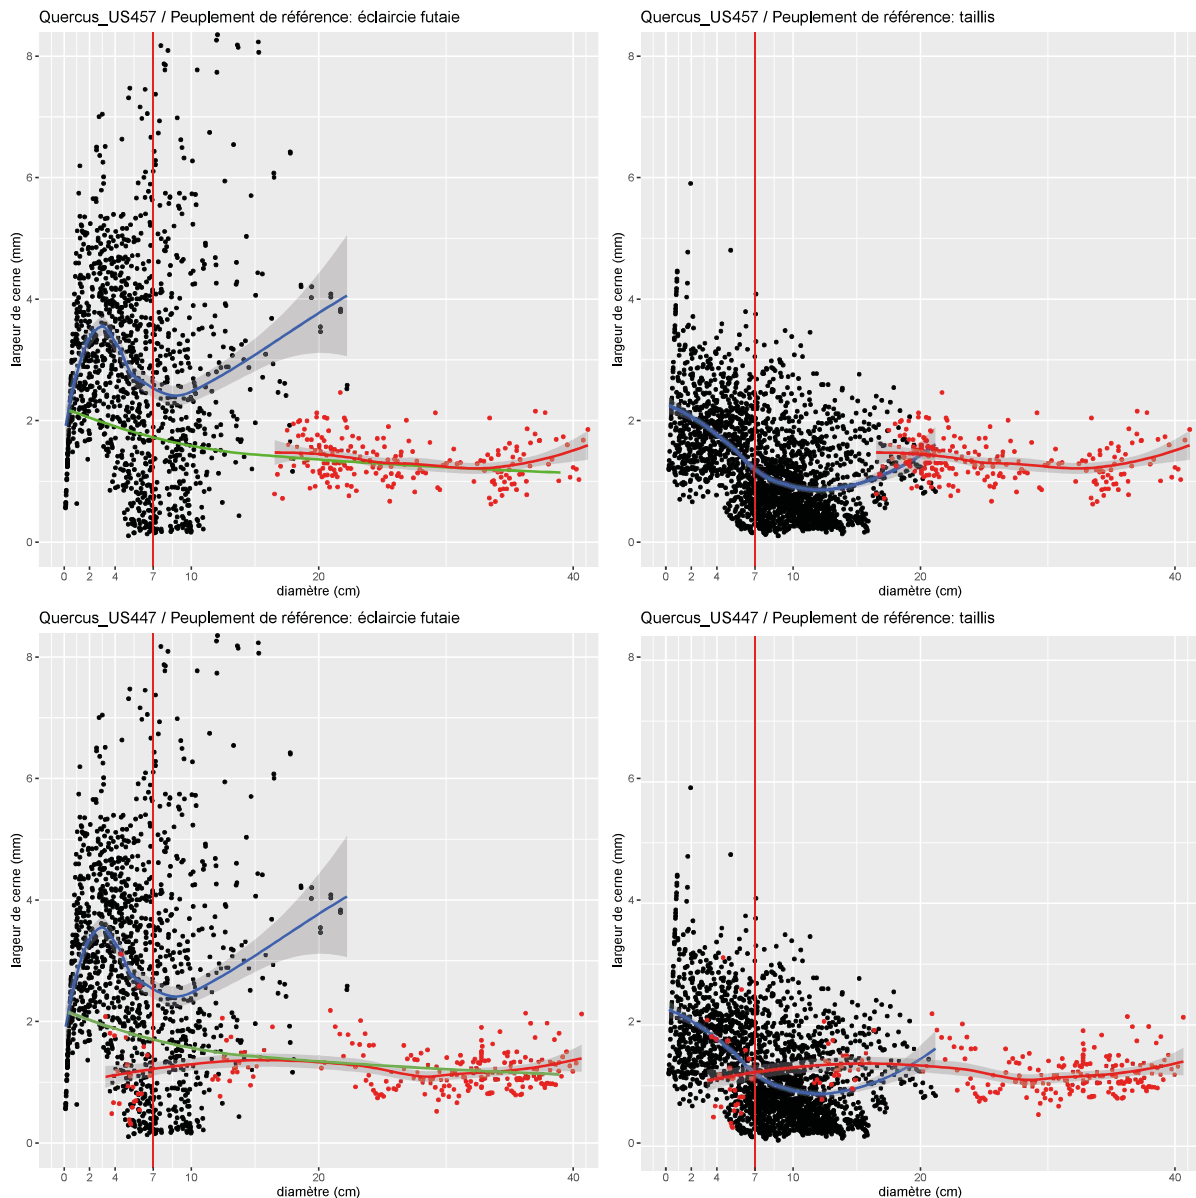 Quercus_US457 / Peuplement de référence: éclaircie futaie
largeur de cerne (mm)
8
6
4
2
0
0 2 4 7 10 20 40
diamètre (cm)
Quercus_US457 / Peuplement de référence: taillis
largeur de cerne (mm)
8
6
4
2
0
0 2 4 7 10 20 40
diamètre (cm)
Quercus_US447 / Peuplement de référence: éclaircie futaie
largeur de cerne (mm)
8
6
4
2
0
0 2 4 7 10 20 40
diamètre (cm)
Quercus_US447 / Peuplement de référence: taillis
largeur de cerne (mm)
8
6
4
2
0
0 2 4 7 10 20 40
diamètre (cm)